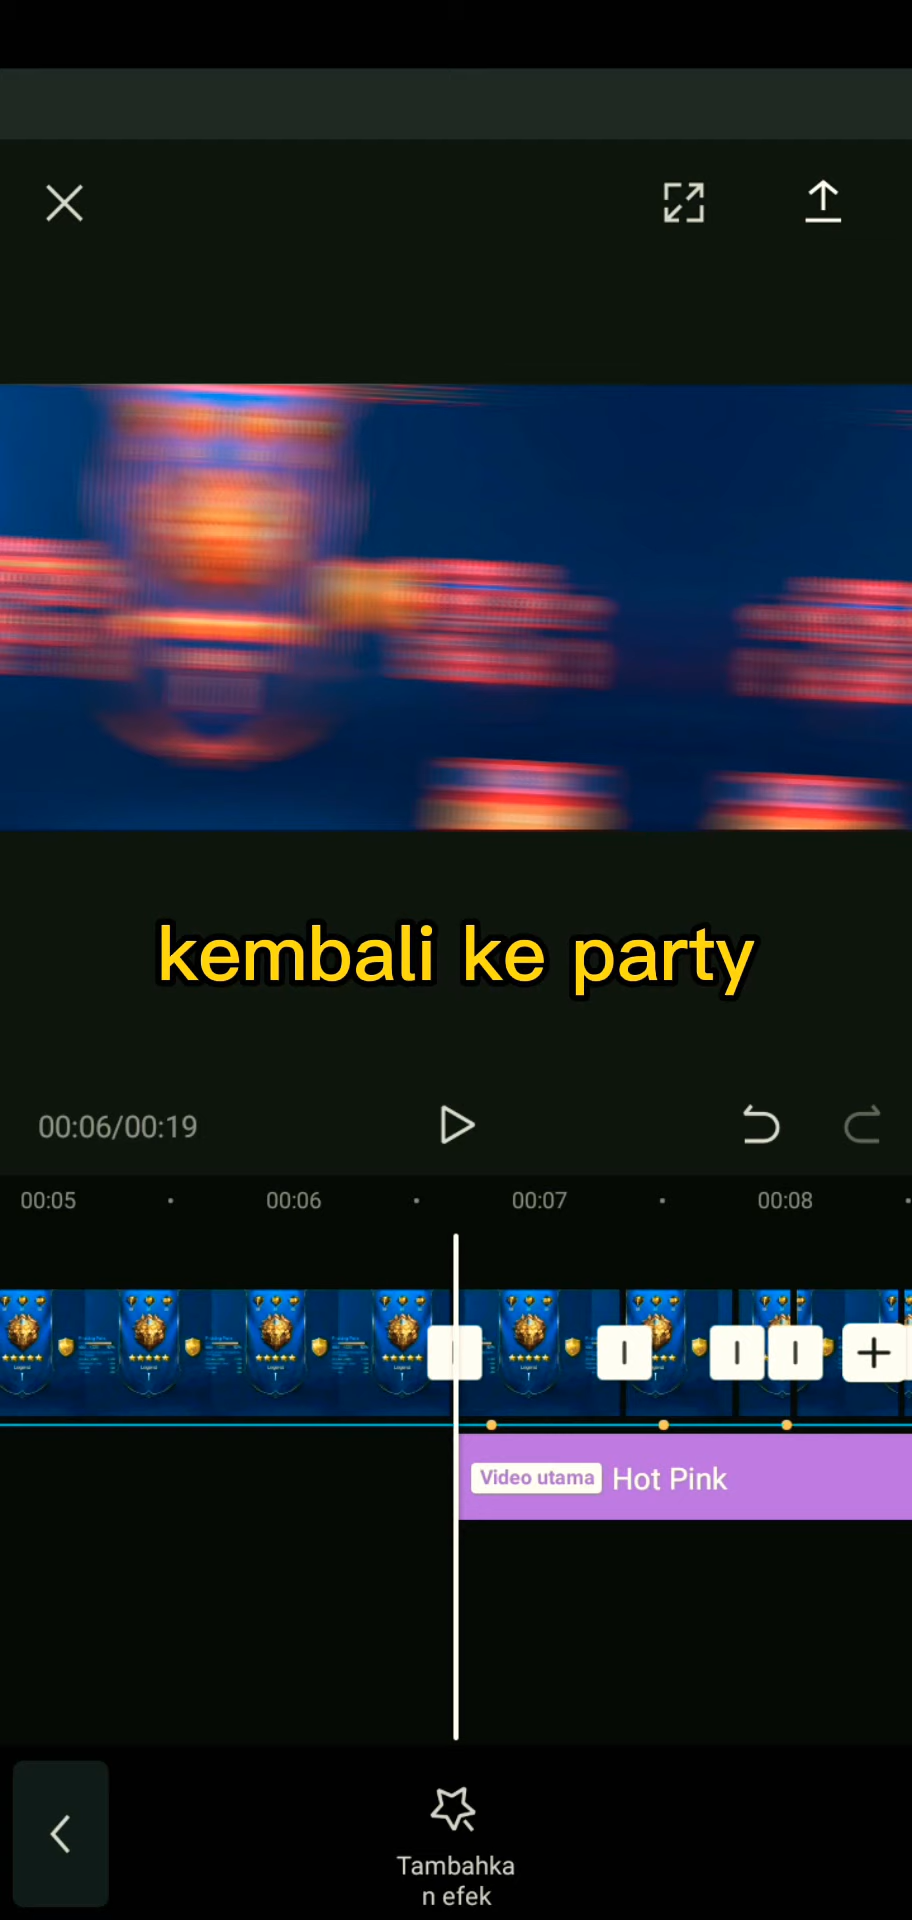 kembali ke party
00:06/00:19
00:05
00:06
00:07
00:08
Video utama Hot Pink
Tambahka
n efek